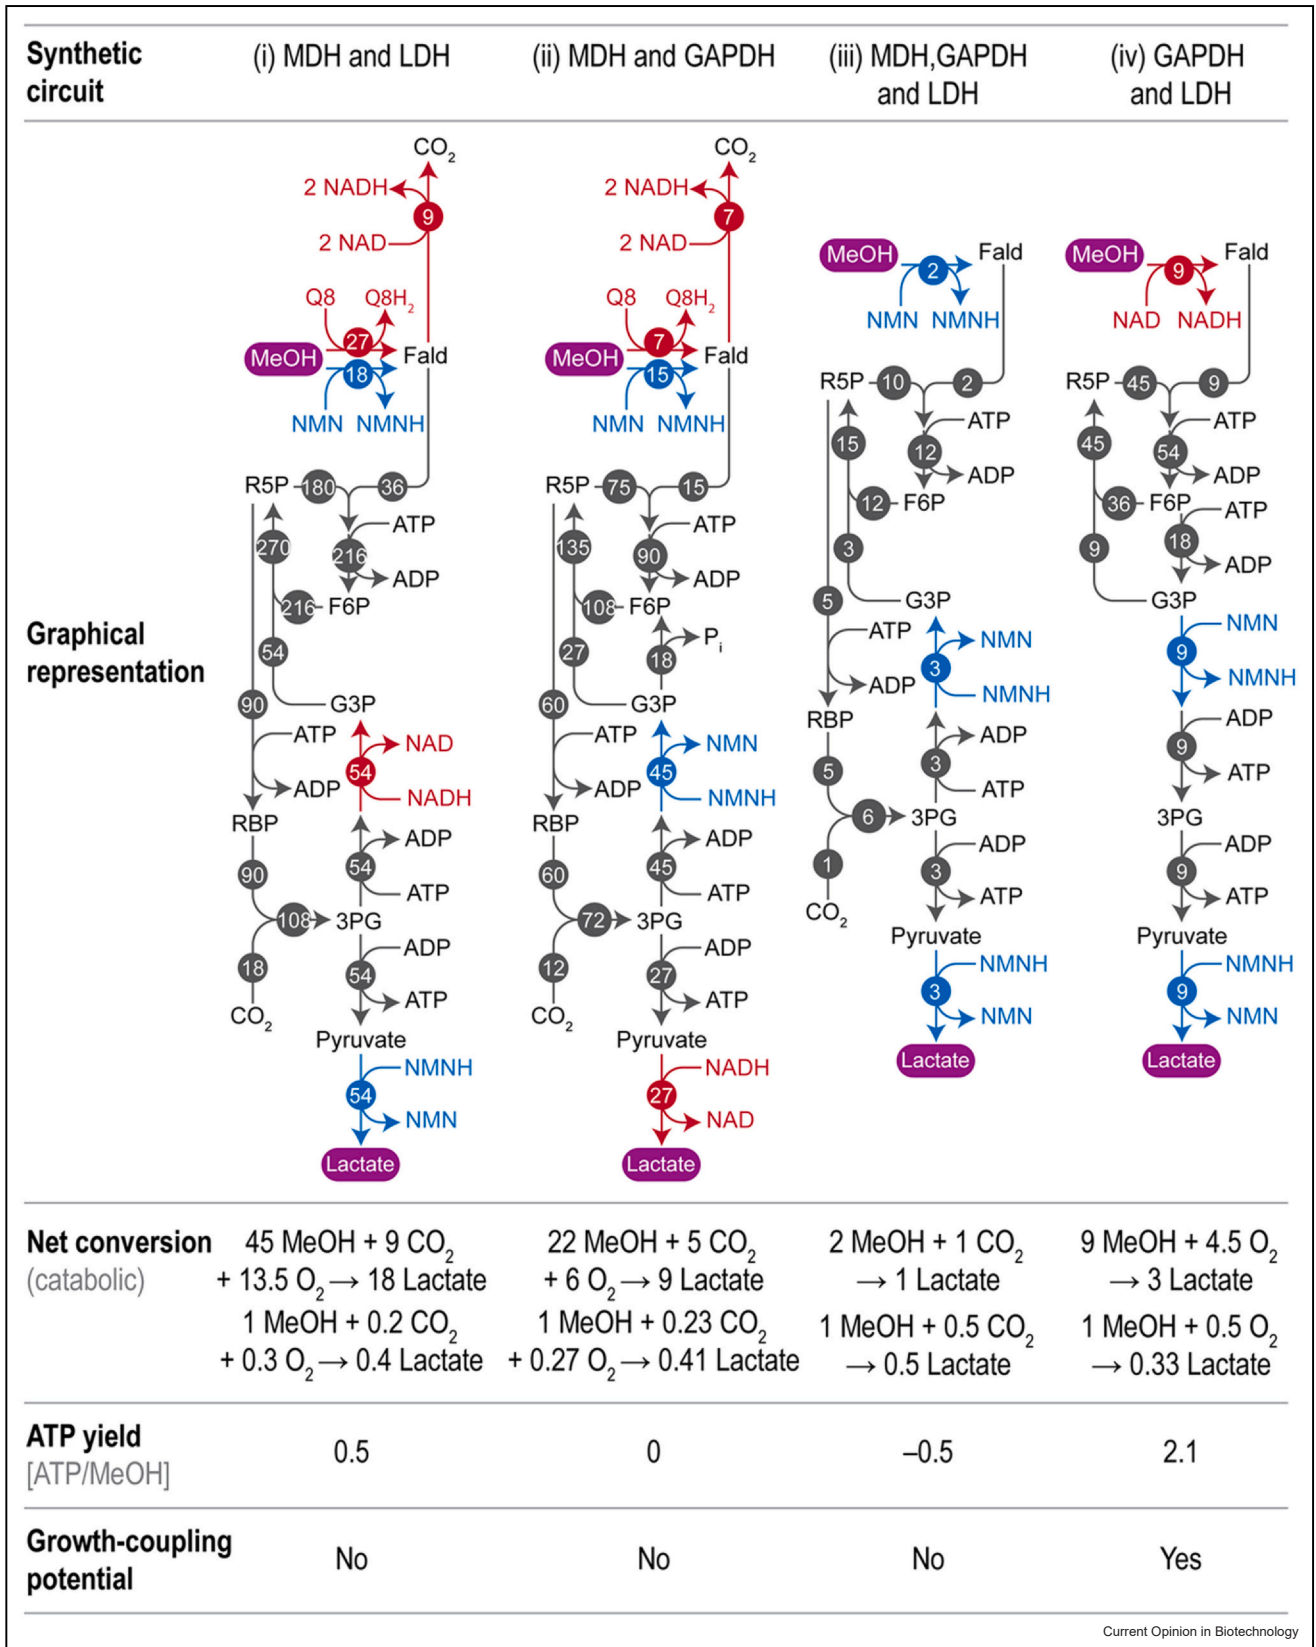 Synthetic circuit
(i) MDH and LDH
(ii) MDH and GAPDH
(iii) MDH,GAPDH and LDH
(iv) GAPDH and LDH
Graphical representation
CO2
2 NADH
9
2 NAD
Q8
Q8H2
27
MeOH
Fald
18
NMN
NMNH
R5P
180
36
ATP
270
216
ADP
216
F6P
54
90
G3P
ATP
NAD
54
ADP
NADH
RBP
ADP
90
54
ATP
108
3PG
ADP
18
54
ATP
CO2
Pyruvate
NMNH
54
NMN
Lactate
CO2
2 NADH
7
2 NAD
Q8
Q8H2
7
MeOH
Fald
15
NMN
NMNH
R5P
75
15
ATP
135
90
ADP
108
F6P
Pi
27
18
60
G3P
ATP
NMN
45
ADP
NMNH
RBP
ADP
60
45
ATP
72
3PG
ADP
12
27
ATP
CO2
Pyruvate
NADH
27
NAD
Lactate
MeOH
2
Fald
NMN
NMNH
R5P
10
2
ATP
15
12
ADP
12
F6P
3
5
G3P
ATP
NMN
3
ADP
NMNH
RBP
ADP
5
3
ATP
6
3PG
ADP
1
3
ATP
CO2
Pyruvate
NMNH
3
NMN
Lactate
MeOH
9
Fald
NAD
NADH
R5P
45
9
ATP
45
54
ADP
36
F6P
ATP
9
18
ADP
G3P
NMN
9
NMNH
ADP
9
ATP
3PG
ADP
9
ATP
Pyruvate
NMNH
9
NMN
Lactate
Net conversion
(catabolic)
45 MeOH + 9 CO2
+ 13.5 O2 → 18 Lactate
1 MeOH + 0.2 CO2
+ 0.3 O2 → 0.4 Lactate
22 MeOH + 5 CO2
+ 6 O2 → 9 Lactate
1 MeOH + 0.23 CO2
+ 0.27 O2 → 0.41 Lactate
2 MeOH + 1 CO2
→ 1 Lactate
1 MeOH + 0.5 CO2
→ 0.5 Lactate
9 MeOH + 4.5 O2
→ 3 Lactate
1 MeOH + 0.5 O2
→ 0.33 Lactate
ATP yield
[ATP/MeOH]
0.5
0
–0.5
2.1
Growth-coupling
potential
No
No
No
Yes
Current Opinion in Biotechnology